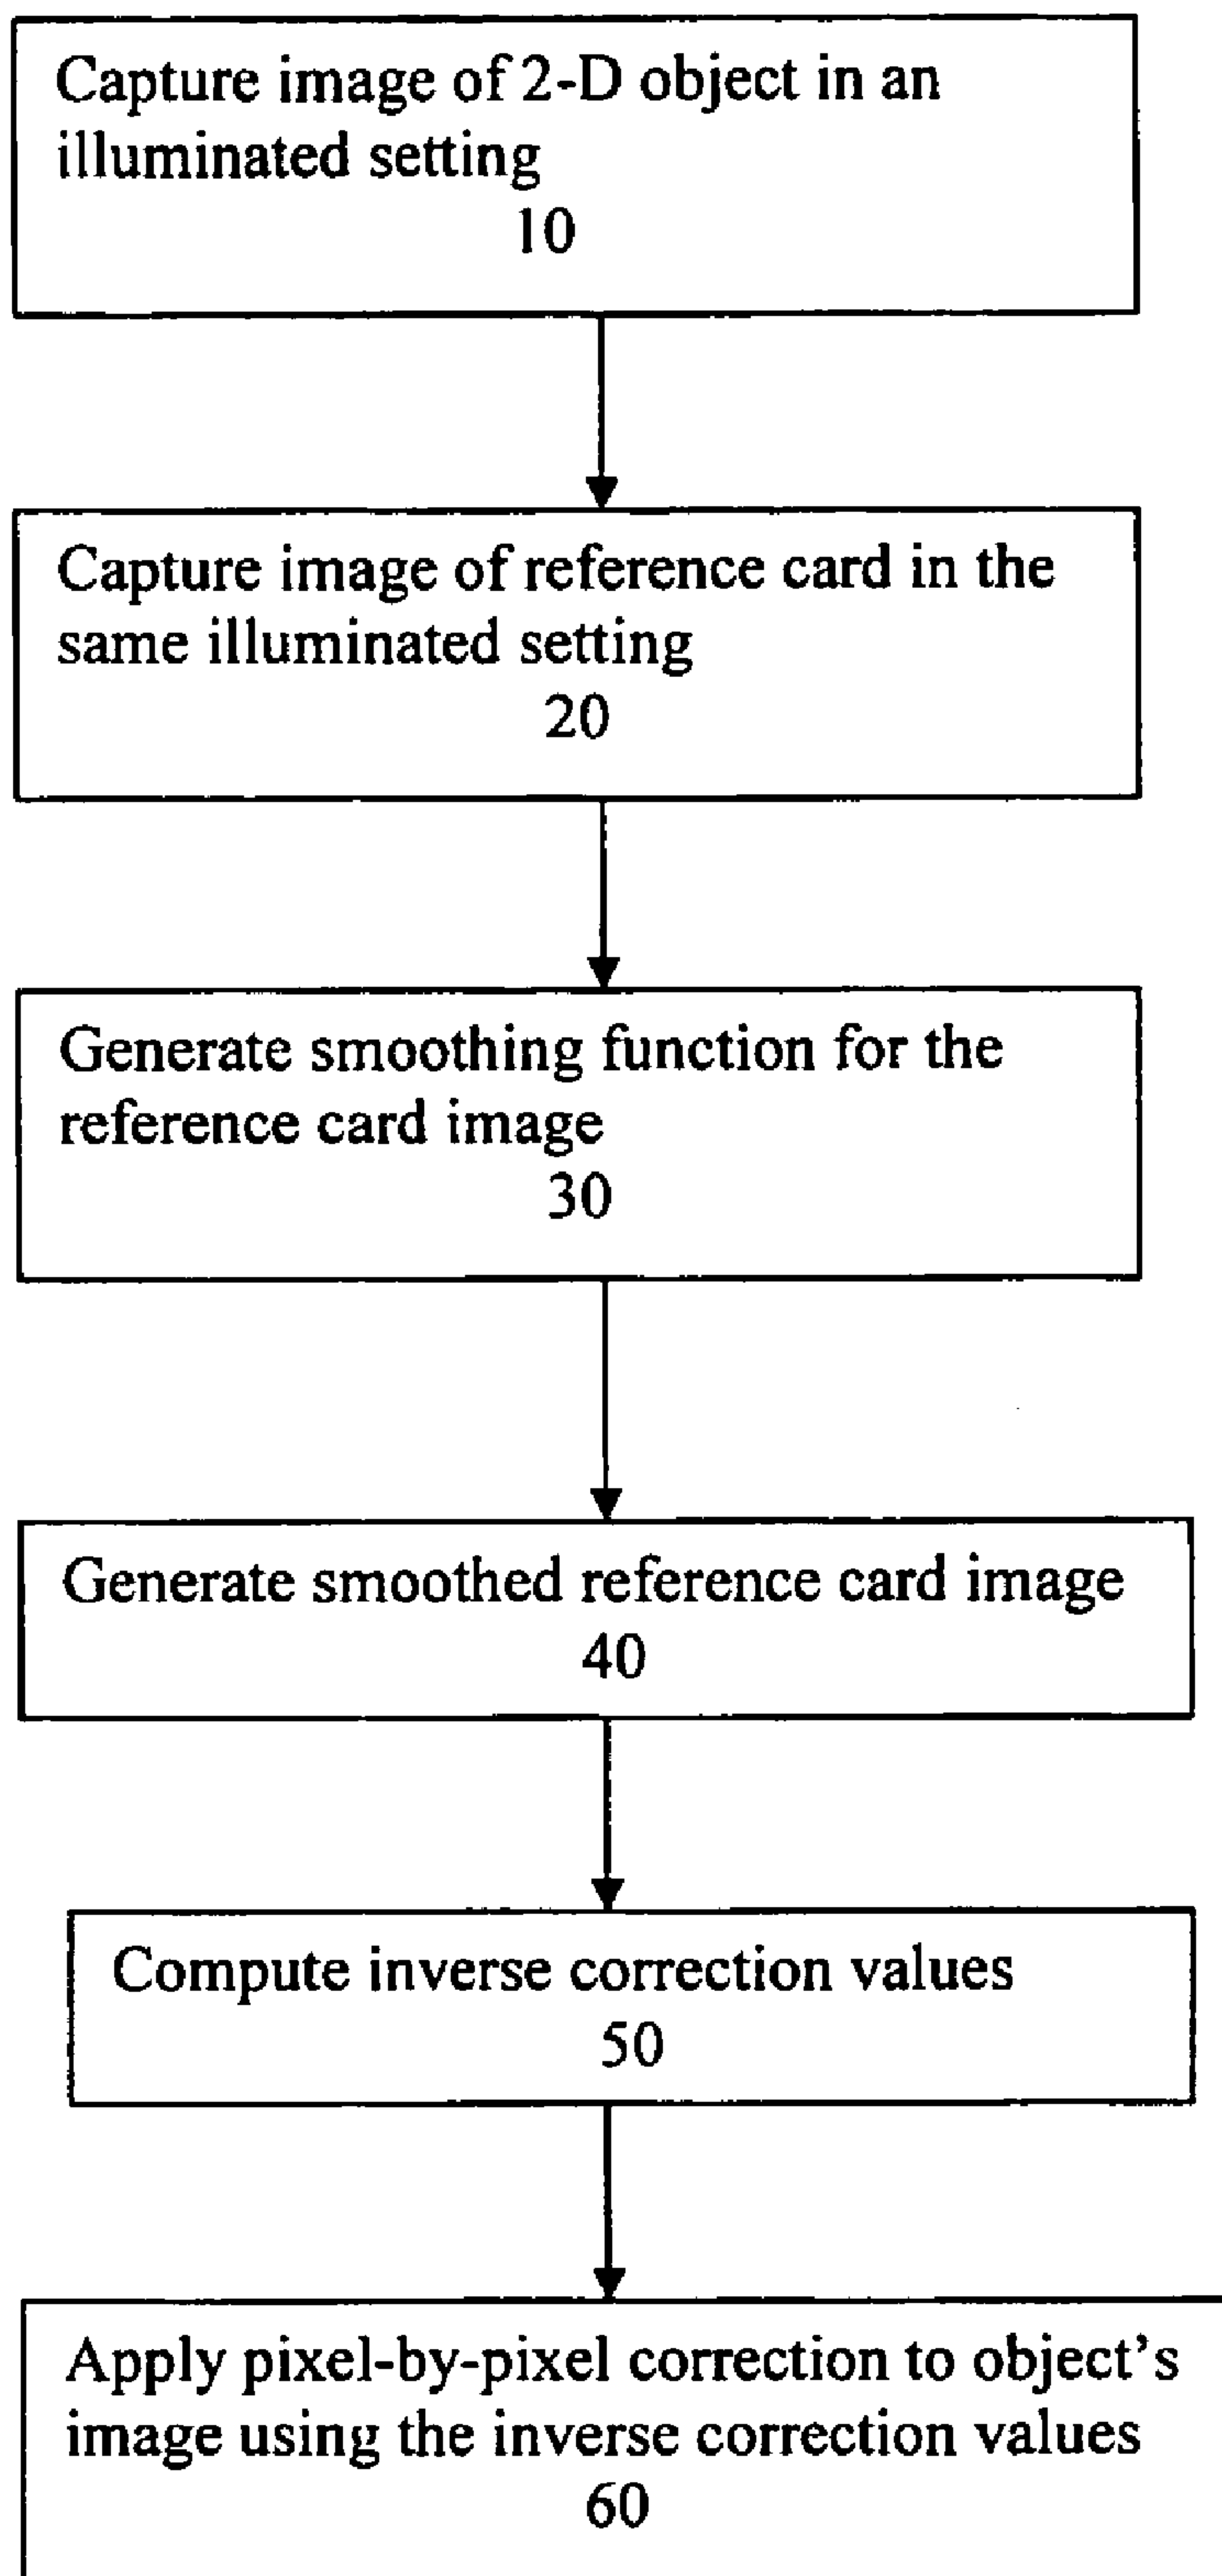 Capture image of 2-D object in an
illuminated setting
10
Capture image of reference card in the
same illuminated setting
20
Generate smoothing function for the
reference card image
30
Generate smoothed reference card image
40
Compute inverse correction values
50
Apply pixel-by-pixel correction to object’s
image using the inverse correction values
60